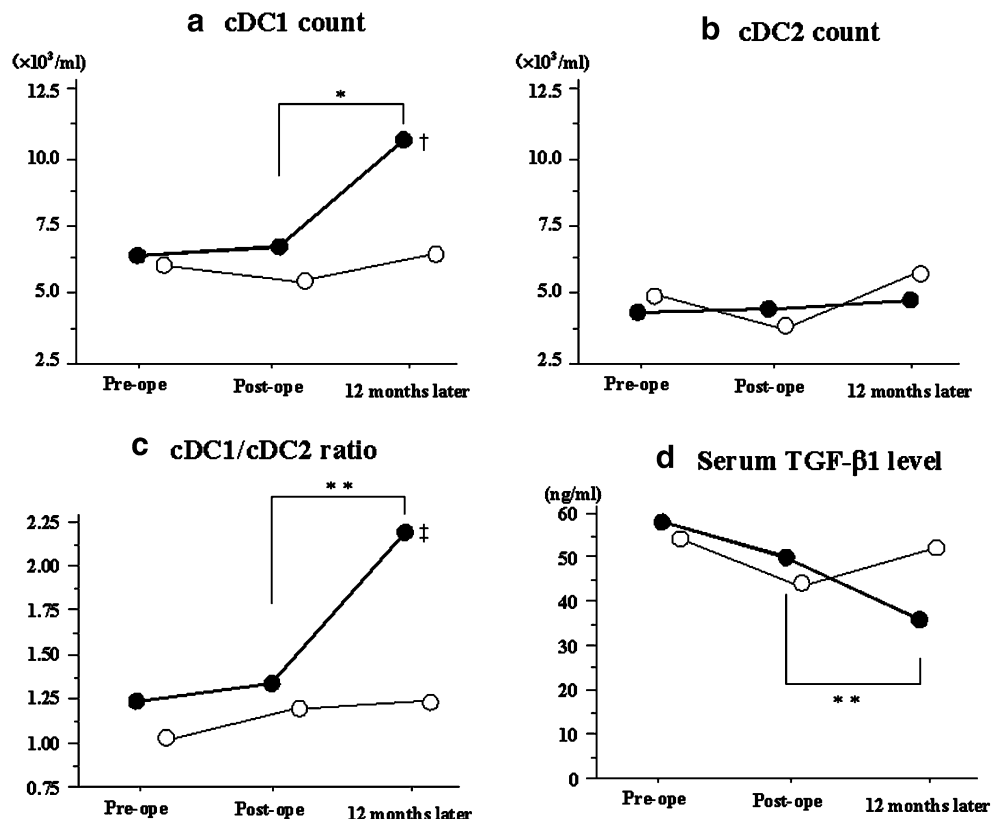 a cDC1 count
(×10³/ml)
12.5
10.0
7.5
5.0
2.5
*
†
Pre-ope Post-ope 12 months later
b cDC2 count
(×10³/ml)
12.5
10.0
7.5
5.0
2.5
Pre-ope Post-ope 12 months later
c cDC1/cDC2 ratio
2.25
2.00
1.75
1.50
1.25
1.00
0.75
**
‡
Pre-ope Post-ope 12 months later
d Serum TGF-β1 level
(ng/ml)
60
50
40
30
20
10
0
**
Pre-ope Post-ope 12 months later